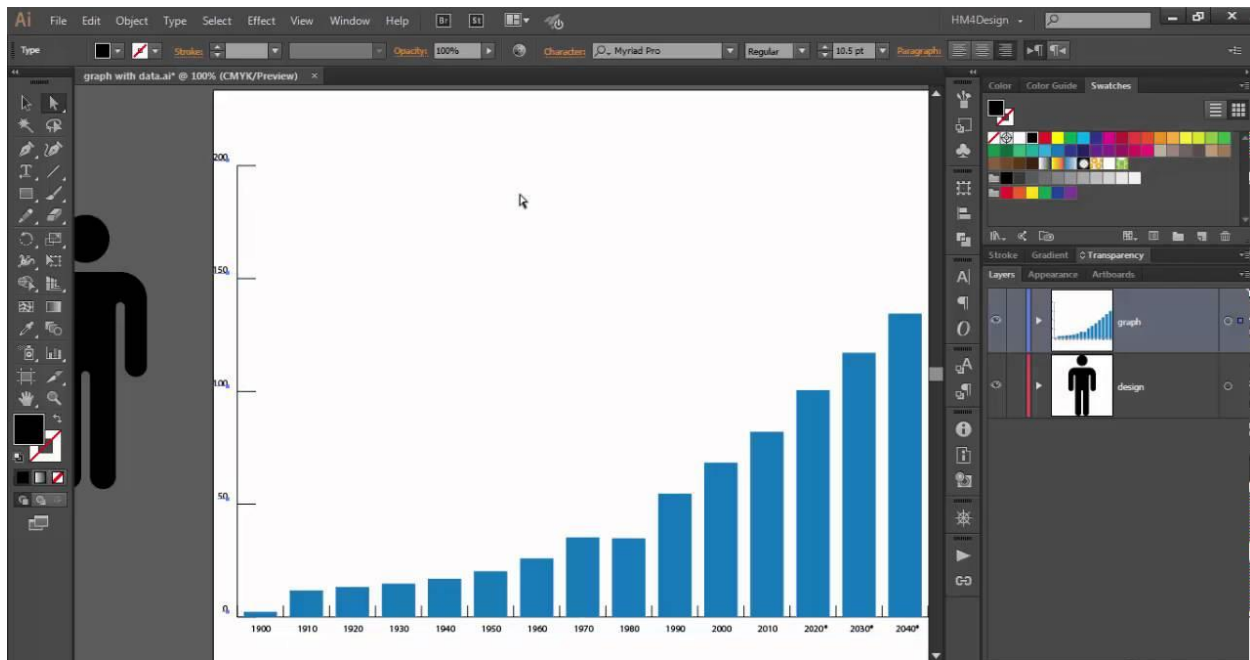 Ai File Edit Object Type Select Effect View Window Help Br St HM4Design
Type Stroke: Opacity: 100% Character: Myriad Pro Regular 10.5 pt Paragraph:
graph with data.ai* @ 100% (CMYK/Preview) ×
Color Color Guide Swatches
Stroke Gradient Transparency
Layers Appearance Artboards
graph
design
200
150
100
50
0
1900 1910 1920 1930 1940 1950 1960 1970 1980 1990 2000 2010 2020* 2030* 2040*